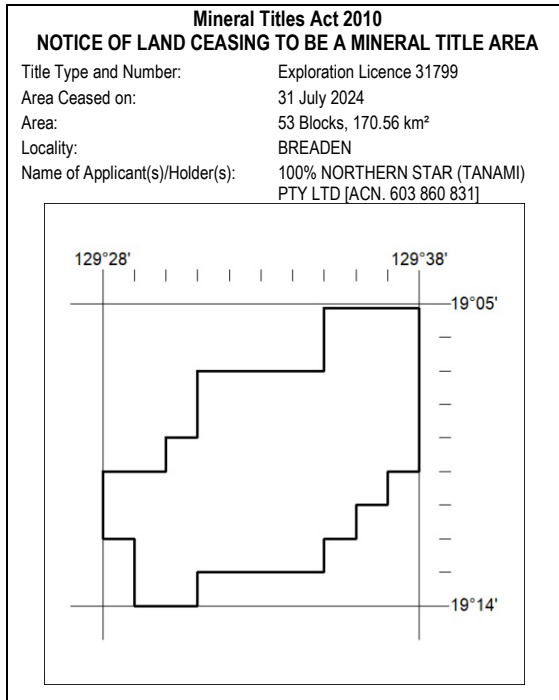 Mineral Titles Act 2010
NOTICE OF LAND CEASING TO BE A MINERAL TITLE AREA
Title Type and Number: Exploration Licence 31799
Area Ceased on: 31 July 2024
Area: 53 Blocks, 170.56 km²
Locality: BREADEN
Name of Applicant(s)/Holder(s): 100% NORTHERN STAR (TANAMI)
PTY LTD [ACN. 603 860 831]
129°28' 129°38'
19°05'
19°14'